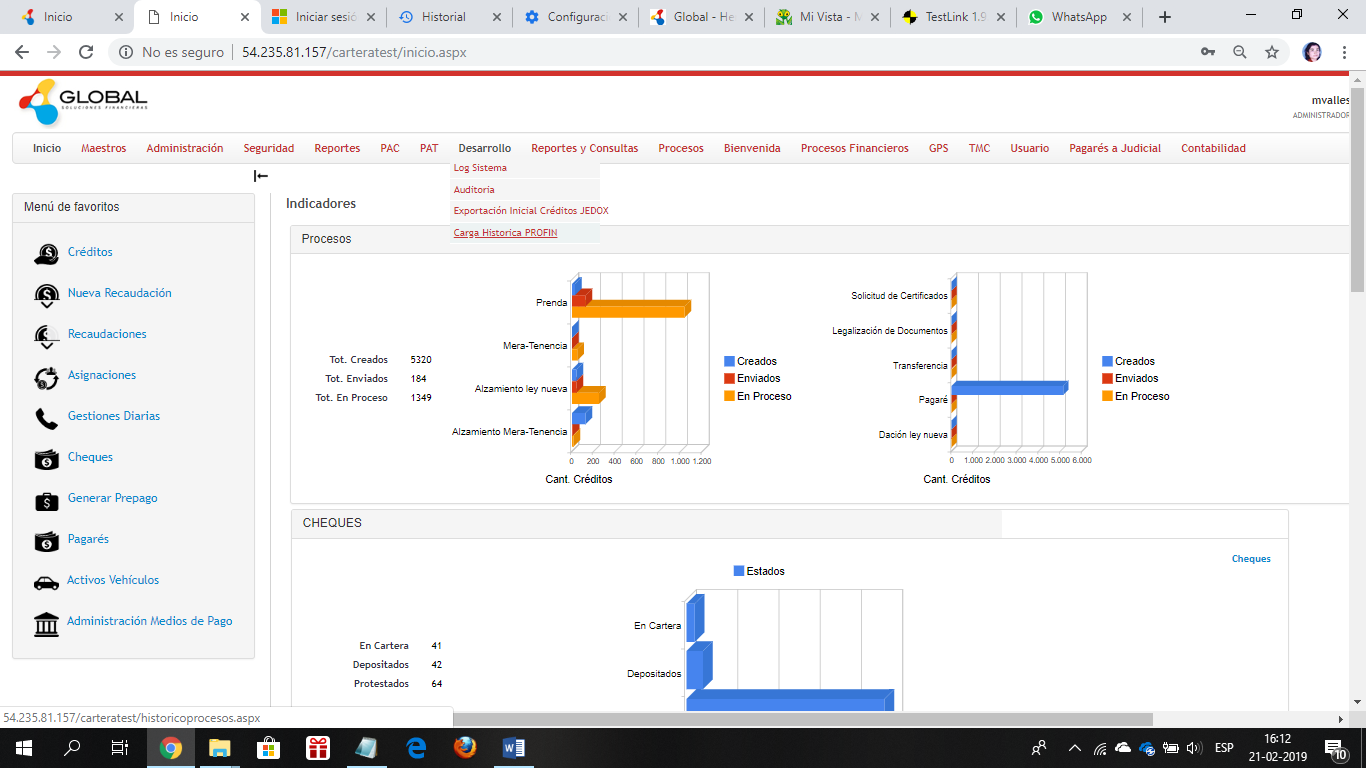 Inicio
Inicio
Iniciar sesió
Historial
Configuraci
Global - He
Mi Vista - M
TestLink 1.9
WhatsApp
No es seguro
54.235.81.157/carteratest/inicio.aspx
GLOBAL
SOLUCIONES FINANCIERAS
mvalles
ADMINISTRADOR
Inicio Maestros Administración Seguridad Reportes PAC PAT Desarrollo Reportes y Consultas Procesos Bienvenida Procesos Financieros GPS TMC Usuario Pagarés a Judicial Contabilidad
Log Sistema
Auditoría
Exportación Inicial Créditos JEDOX
Carga Historica PROFIN
Menú de favoritos
Créditos
Nueva Recaudación
Recaudaciones
Asignaciones
Gestiones Diarias
Cheques
Generar Prepago
Pagarés
Activos Vehículos
Administración Medios de Pago
Indicadores
Procesos
Tot. Creados 5320
Tot. Enviados 184
Tot. En Proceso 1349
Prenda
Mera-Tenencia
Alzamiento ley nueva
Alzamiento Mera-Tenencia
0 200 400 600 800 1.000 1.200
Cant. Créditos
Creados
Enviados
En Proceso
Solicitud de Certificados
Legalización de Documentos
Transferencia
Pagaré
Dación ley nueva
0 1.000 2.000 3.000 4.000 5.000 6.000
Cant. Créditos
Creados
Enviados
En Proceso
CHEQUES
Cheques
Estados
En Cartera 41
Depositados 42
Protestados 64
En Cartera
Depositados
54.235.81.157/carteratest/historicoprocesos.aspx
ESP
16:12
21-02-2019
10